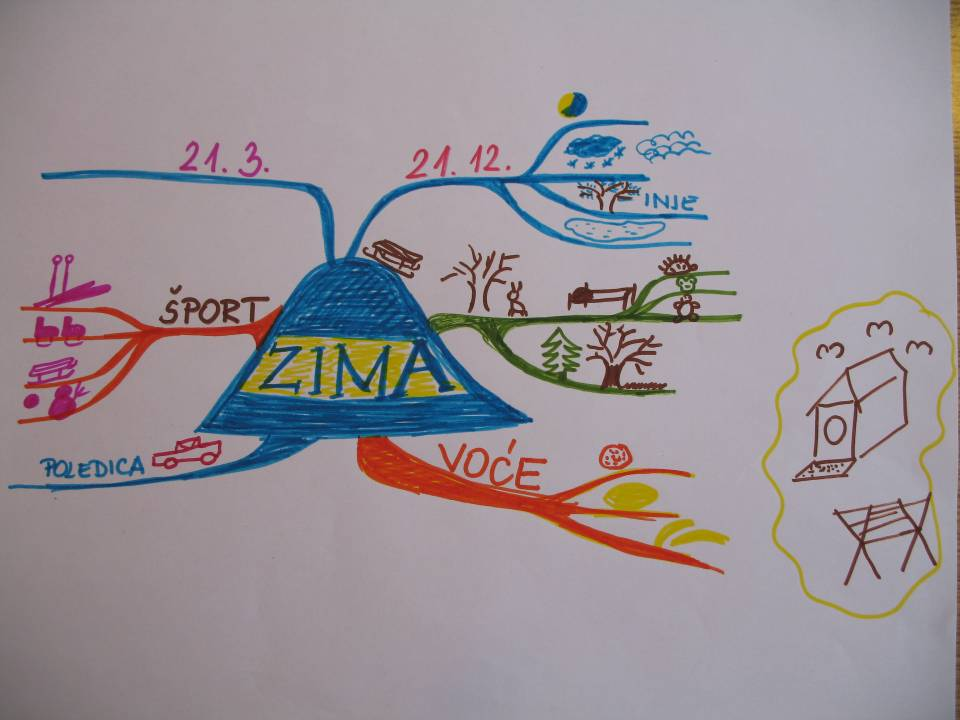 21. 3.
21. 12.
INJE
ŠPORT
ZIMA
POLEDICA
VOĆE